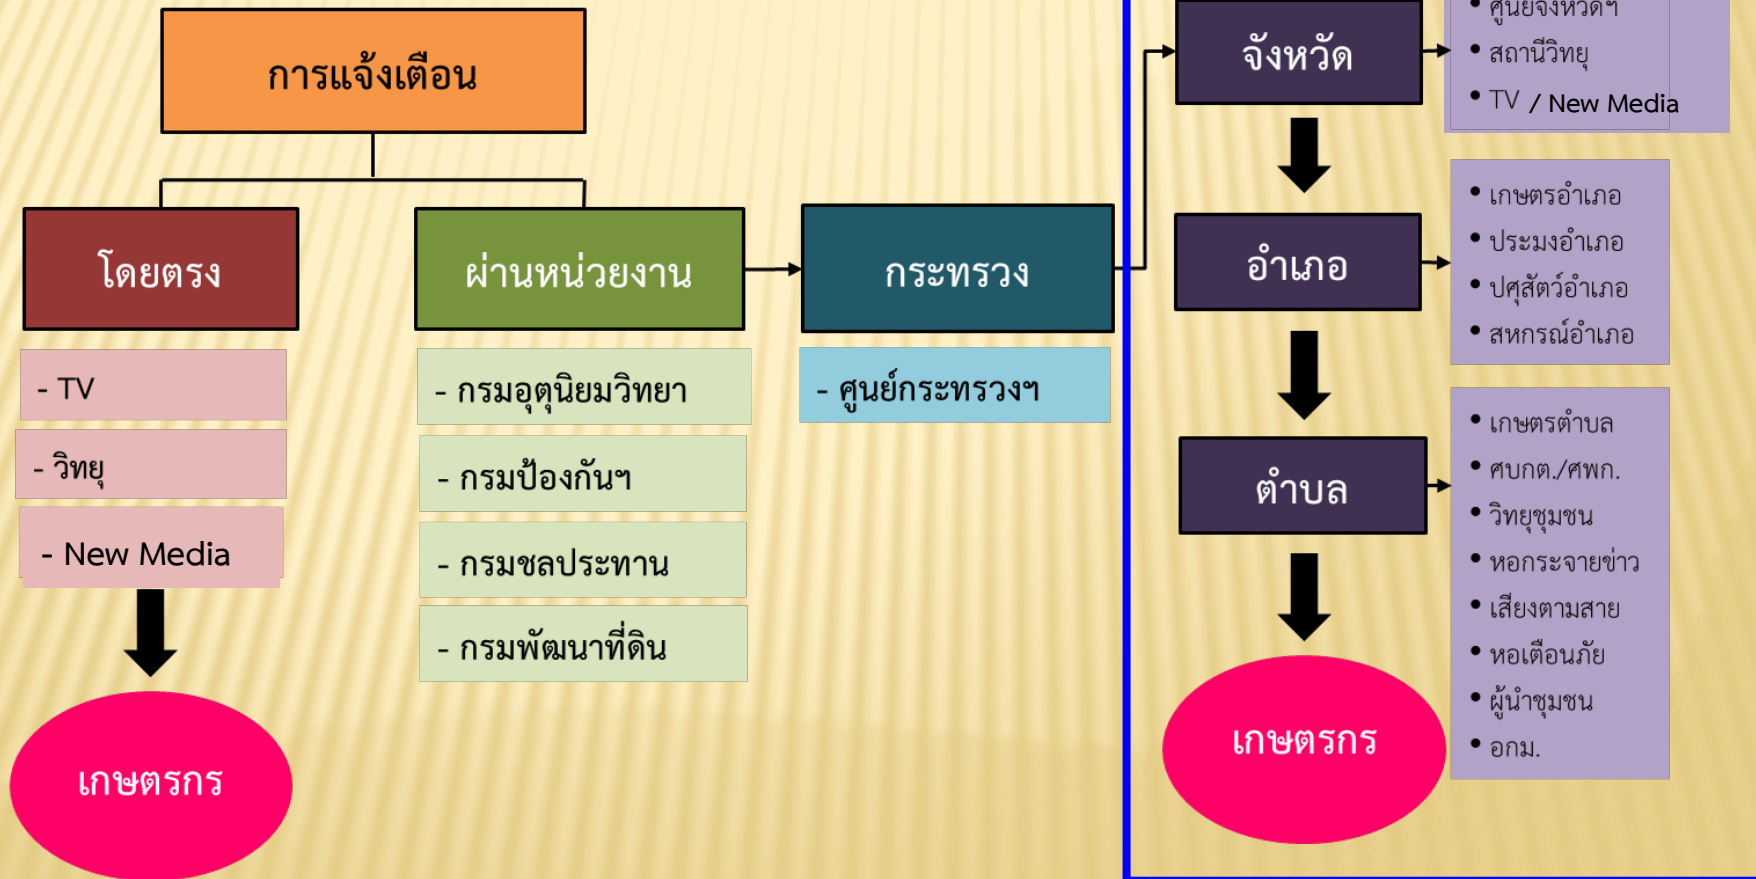 การแจ้งเตือน
โดยตรง
- TV
- วิทยุ
- New Media
เกษตรกร
ผ่านหน่วยงาน
- กรมอุตุนิยมวิทยา
- กรมป้องกันฯ
- กรมชลประทาน
- กรมพัฒนาที่ดิน
กระทรวง
- ศูนย์กระทรวงฯ
จังหวัด
• ศูนย์จังหวัดฯ
• สถานีวิทยุ
• TV / New Media
อำเภอ
• เกษตรอำเภอ
• ประมงอำเภอ
• ปศุสัตว์อำเภอ
• สหกรณ์อำเภอ
ตำบล
• เกษตรตำบล
• ศบกต./ศพก.
• วิทยุชุมชน
• หอกระจายข่าว
• เสียงตามสาย
• หอเตือนภัย
• ผู้นำชุมชน
• อกม.
เกษตรกร